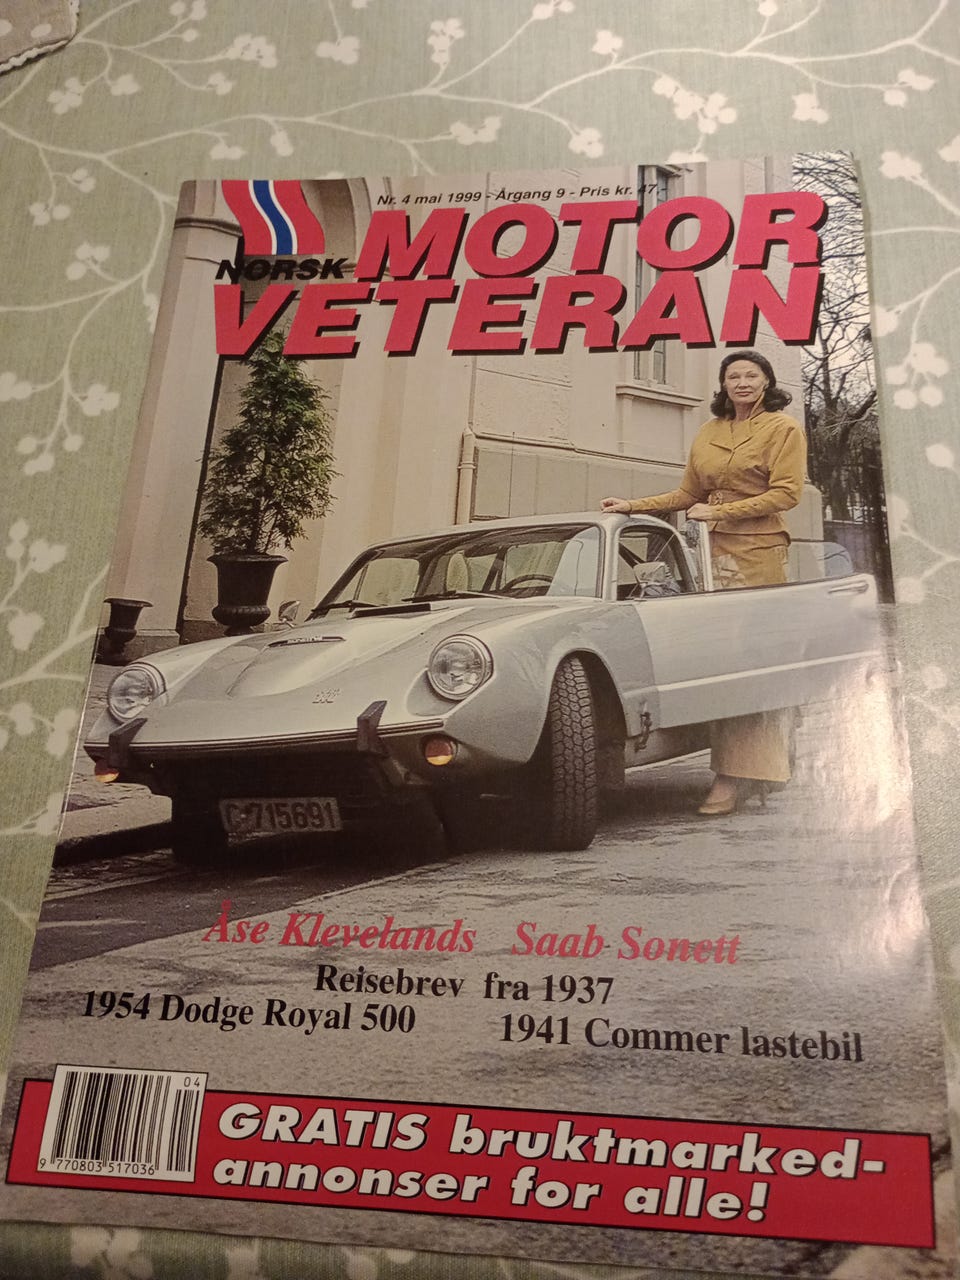 Nr. 4 mai 1999 - Årgang 9 - Pris kr. 47,-
NORSK MOTOR
VETERAN
C-715691
Åse Klevelands Saab Sonett
Reisebrev fra 1937
1954 Dodge Royal 500 1941 Commer lastebil
04
9 770803 517036
GRATIS bruktmarked-
annonser for alle!